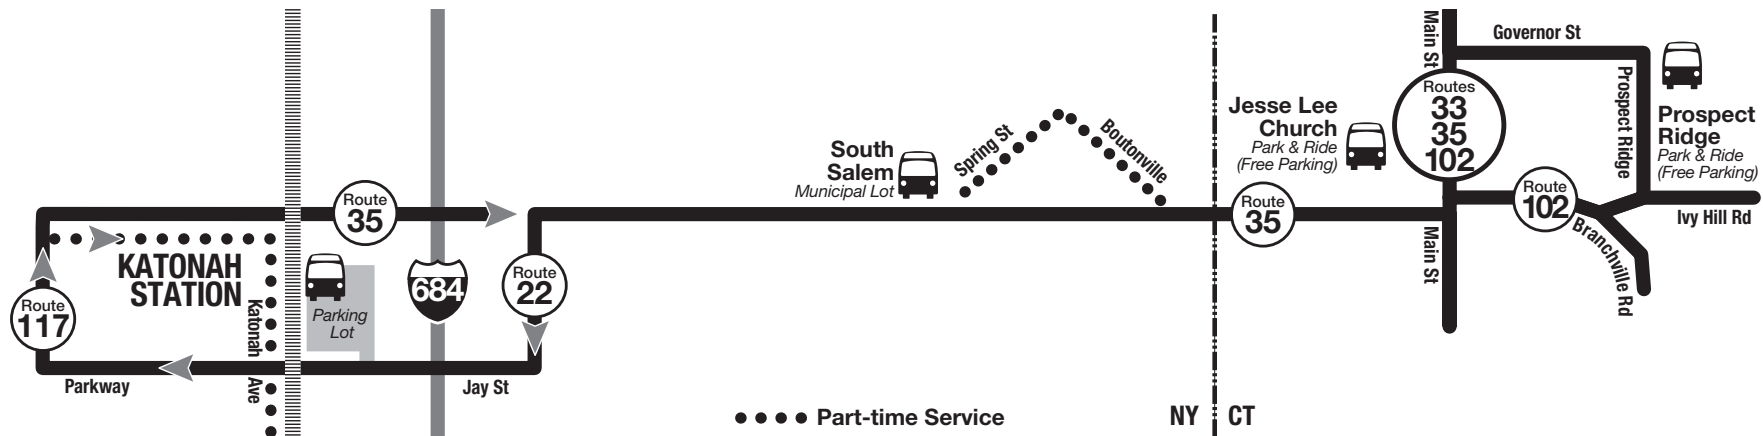 Route
117
Parkway
KATONAH
STATION
Katonah
Ave
Route
35
Parking
Lot
684
Jay St
Route
22
South
Salem
Municipal Lot
Spring St
Boutonville
Part-time Service
NY
CT
Jesse Lee
Church
Park & Ride
(Free Parking)
Route
35
Main St
Routes
33
35
102
Main St
Governor St
Prospect Ridge
Prospect
Ridge
Park & Ride
(Free Parking)
Route
102
Ivy Hill Rd
Branchville Rd